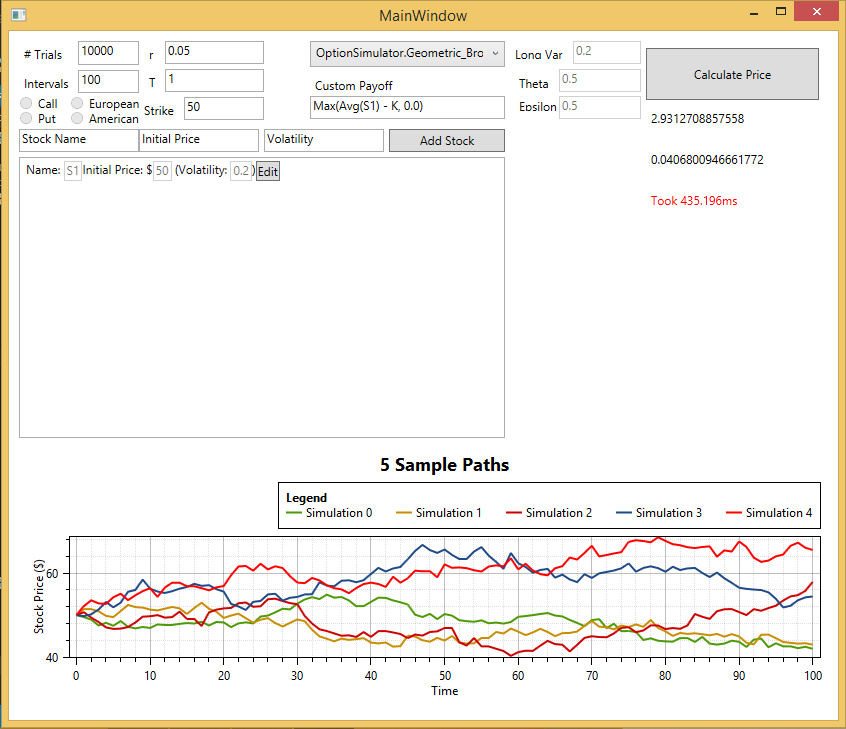 MainWindow
# Trials 10000 r 0.05 OptionSimulator.Geometric_Bro Long Var 0.2 Calculate Price
Intervals 100 T 1 Custom Payoff Theta 0.5
Call European Strike 50 Max(Avg(S1) - K, 0.0) Epsilon 0.5 2.9312708857558
Put American
Stock Name Initial Price Volatility Add Stock
0.0406800946661772
Name: S1 Initial Price: $ 50 (Volatility: 0.2 ) Edit
Took 435.196ms
5 Sample Paths
Legend
Simulation 0 Simulation 1 Simulation 2 Simulation 3 Simulation 4
Stock Price ($)
60
40
0 10 20 30 40 50 60 70 80 90 100
Time